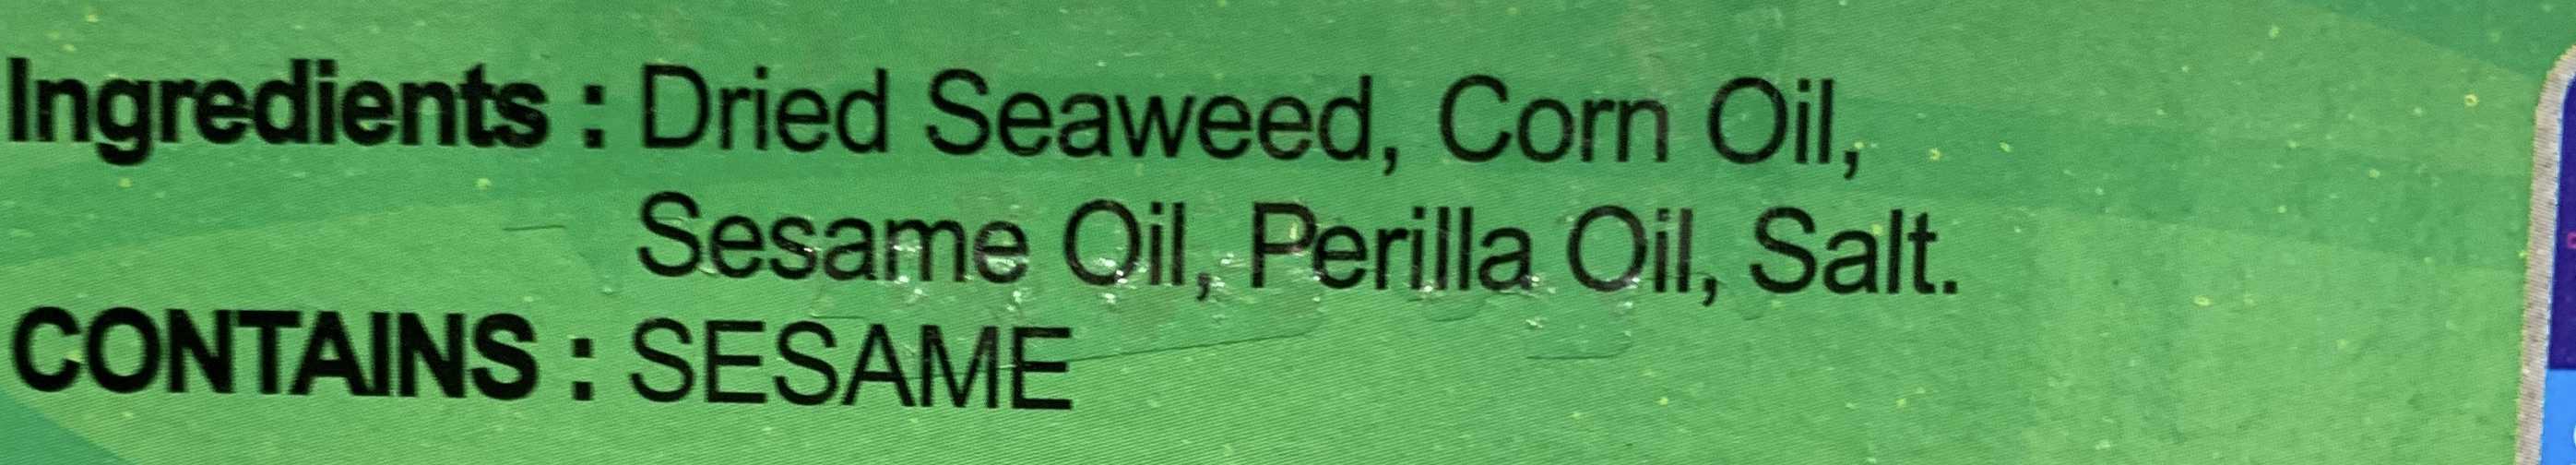 Ingredients : Dried Seaweed, Corn Oil,
Sesame Oil, Perilla Oil, Salt.
CONTAINS : SESAME